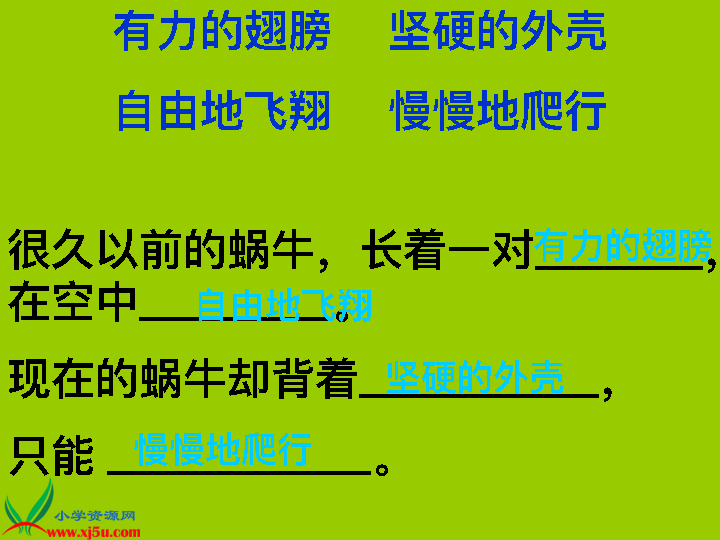 有力的翅膀 坚硬的外壳
自由地飞翔 慢慢地爬行
很久以前的蜗牛，长着一对有力的翅膀，
在空中自由地飞翔。
现在的蜗牛却背着坚硬的外壳，
只能 慢慢地爬行。
小学资源网
www.xj5u.com